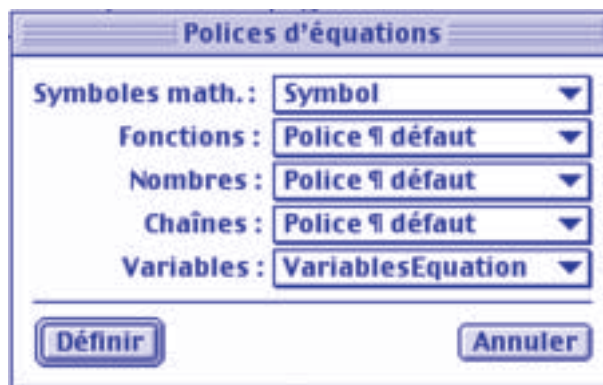 Polices d'équations
Symboles math. : Symbol
Fonctions : Police ¶ défaut
Nombres : Police ¶ défaut
Chaînes : Police ¶ défaut
Variables : VariablesEquation
Définir Annuler